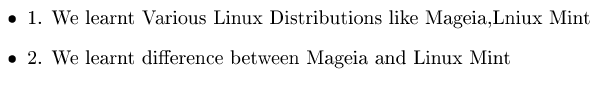 • 1. We learnt Various Linux Distributions like Mageia,Lniux Mint
• 2. We learnt difference between Mageia and Linux Mint